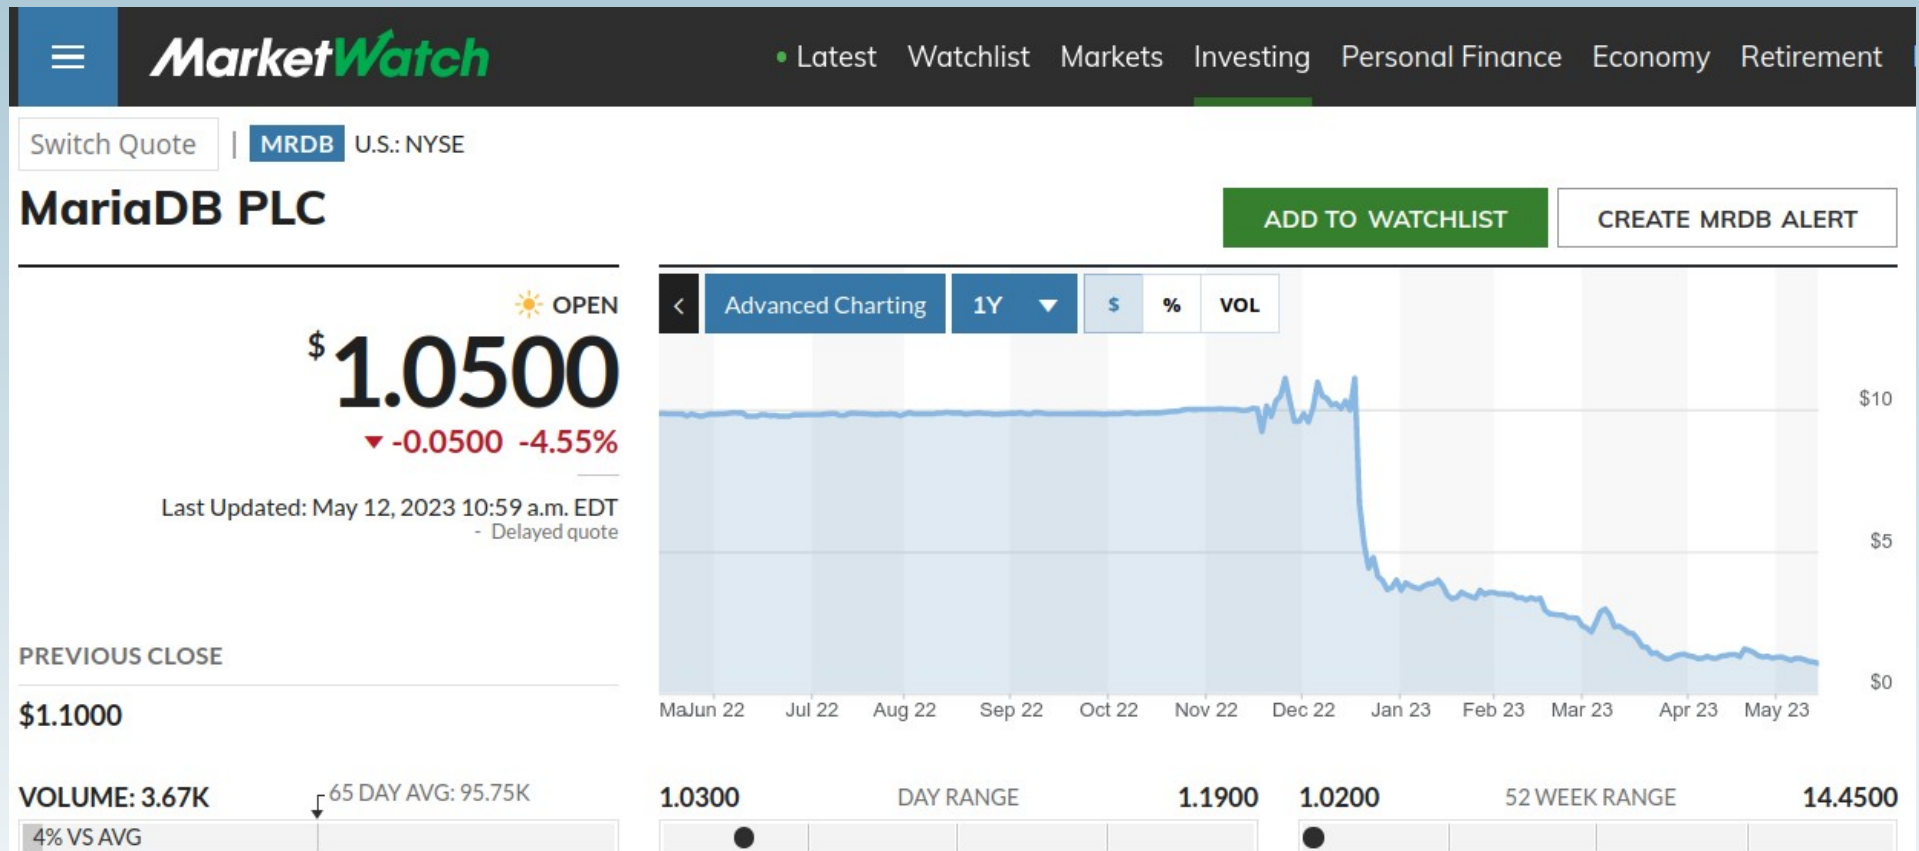 MarketWatch
• Latest Watchlist Markets Investing Personal Finance Economy Retirement
Switch Quote | MRDB U.S.: NYSE
MariaDB PLC
ADD TO WATCHLIST CREATE MRDB ALERT
OPEN
$1.0500
-0.0500 -4.55%
Last Updated: May 12, 2023 10:59 a.m. EDT
- Delayed quote
PREVIOUS CLOSE
$1.1000
VOLUME: 3.67K 65 DAY AVG: 95.75K
4% VS AVG
< Advanced Charting 1Y $ % VOL
$10
$5
$0
MaJun 22 Jul 22 Aug 22 Sep 22 Oct 22 Nov 22 Dec 22 Jan 23 Feb 23 Mar 23 Apr 23 May 23
1.0300 DAY RANGE 1.1900
1.0200 52 WEEK RANGE 14.4500